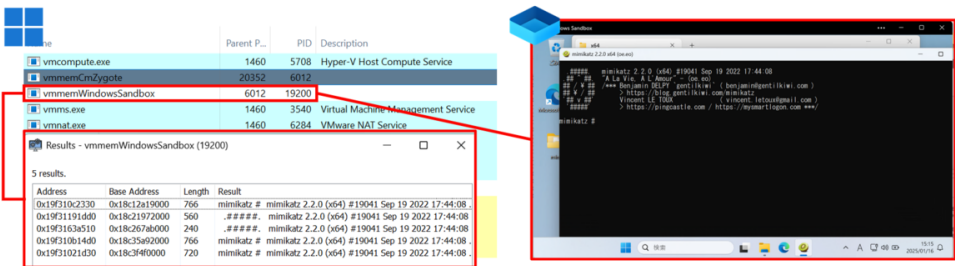 Name
Parent P...
PID
Description
vmcompute.exe 1460 5708 Hyper-V Host Compute Service
vmmemCmZygote 20352 6012
vmmemWindowsSandbox 6012 19200
vmms.exe 1460 3540 Virtual Machine Management Service
vmnat.exe 1460 6284 VMware NAT Service
Results - vmmemWindowsSandbox (19200)
5 results.
Address Base Address Length Result
0x19f310c2330 0x18c12a19000 766 mimikatz # mimikatz 2.2.0 (x64) #19041 Sep 19 2022 17:44:08 .
0x19f31191dd0 0x18c21972000 560 .#####. mimikatz 2.2.0 (x64) #19041 Sep 19 2022 17:44:08
0x19f3163a510 0x18c267ab000 240 .#####. mimikatz 2.2.0 (x64) #19041 Sep 19 2022 17:44:08
0x19f310b14d0 0x18c35a92000 766 mimikatz # mimikatz 2.2.0 (x64) #19041 Sep 19 2022 17:44:08 .
0x19f31021d30 0x18c3f4f0000 720 mimikatz # mimikatz 2.2.0 (x64) #19041 Sep 19 2022 17:44:08 ..
ws Sandbox
x64
mimikatz 2.2.0 x64 (oe.eo)
.#####. mimikatz 2.2.0 (x64) #19041 Sep 19 2022 17:44:08
.## ^ ##. "A La Vie, A L'Amour" - (oe.eo)
## / \ ## /*** Benjamin DELPY `gentilkiwi` ( benjamin@gentilkiwi.com )
## \ / ## > https://blog.gentilkiwi.com/mimikatz
'## v ##' Vincent LE TOUX ( vincent.letoux@gmail.com )
'#####' > https://pingcastle.com / https://mysmartlogon.com ***/
mimikatz #
検索
A
15:15
2025/01/16